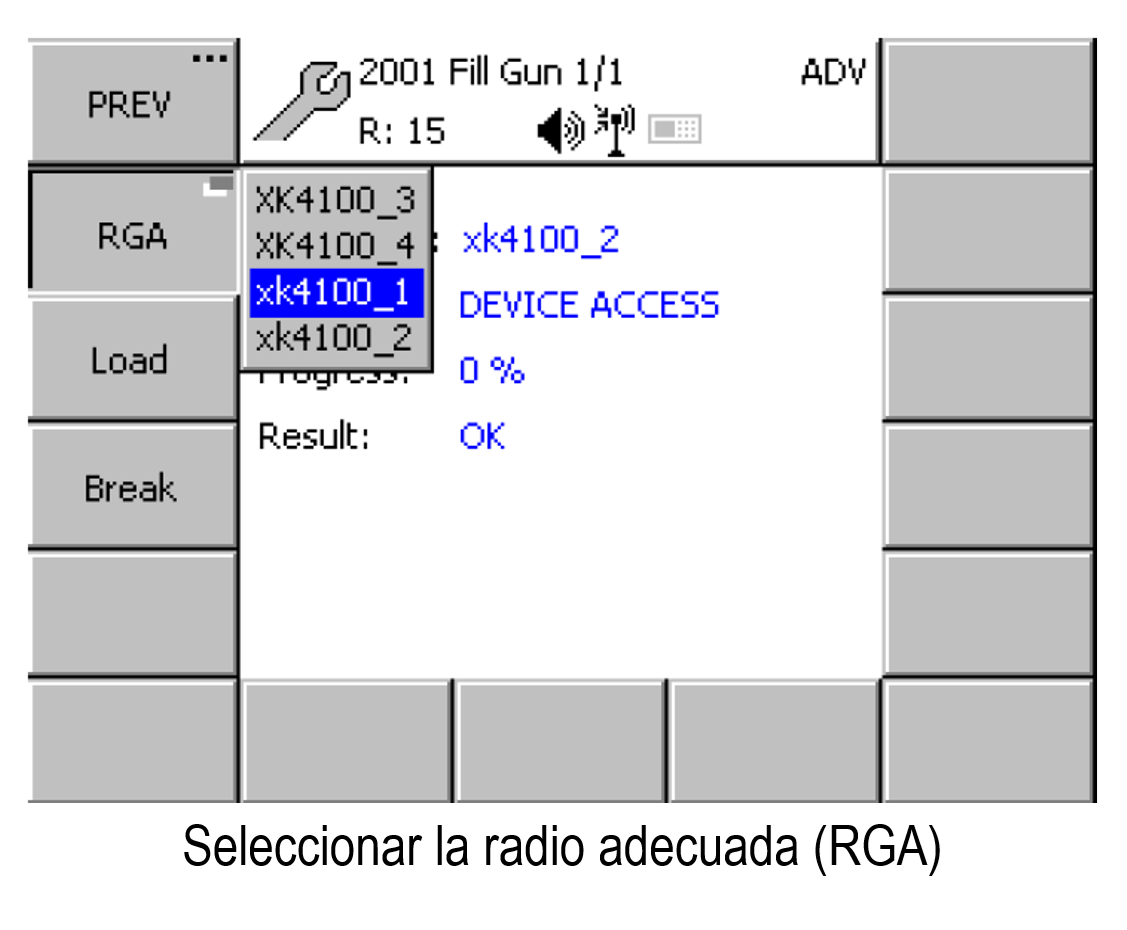 PREV
2001 Fill Gun 1/1 ADV
R: 15
RGA
XK4100_3
XK4100_4
xk4100_1
xk4100_2
: xk4100_2
DEVICE ACCESS
Load
Progress: 0 %
Result: OK
Break
Seleccionar la radio adecuada (RGA)